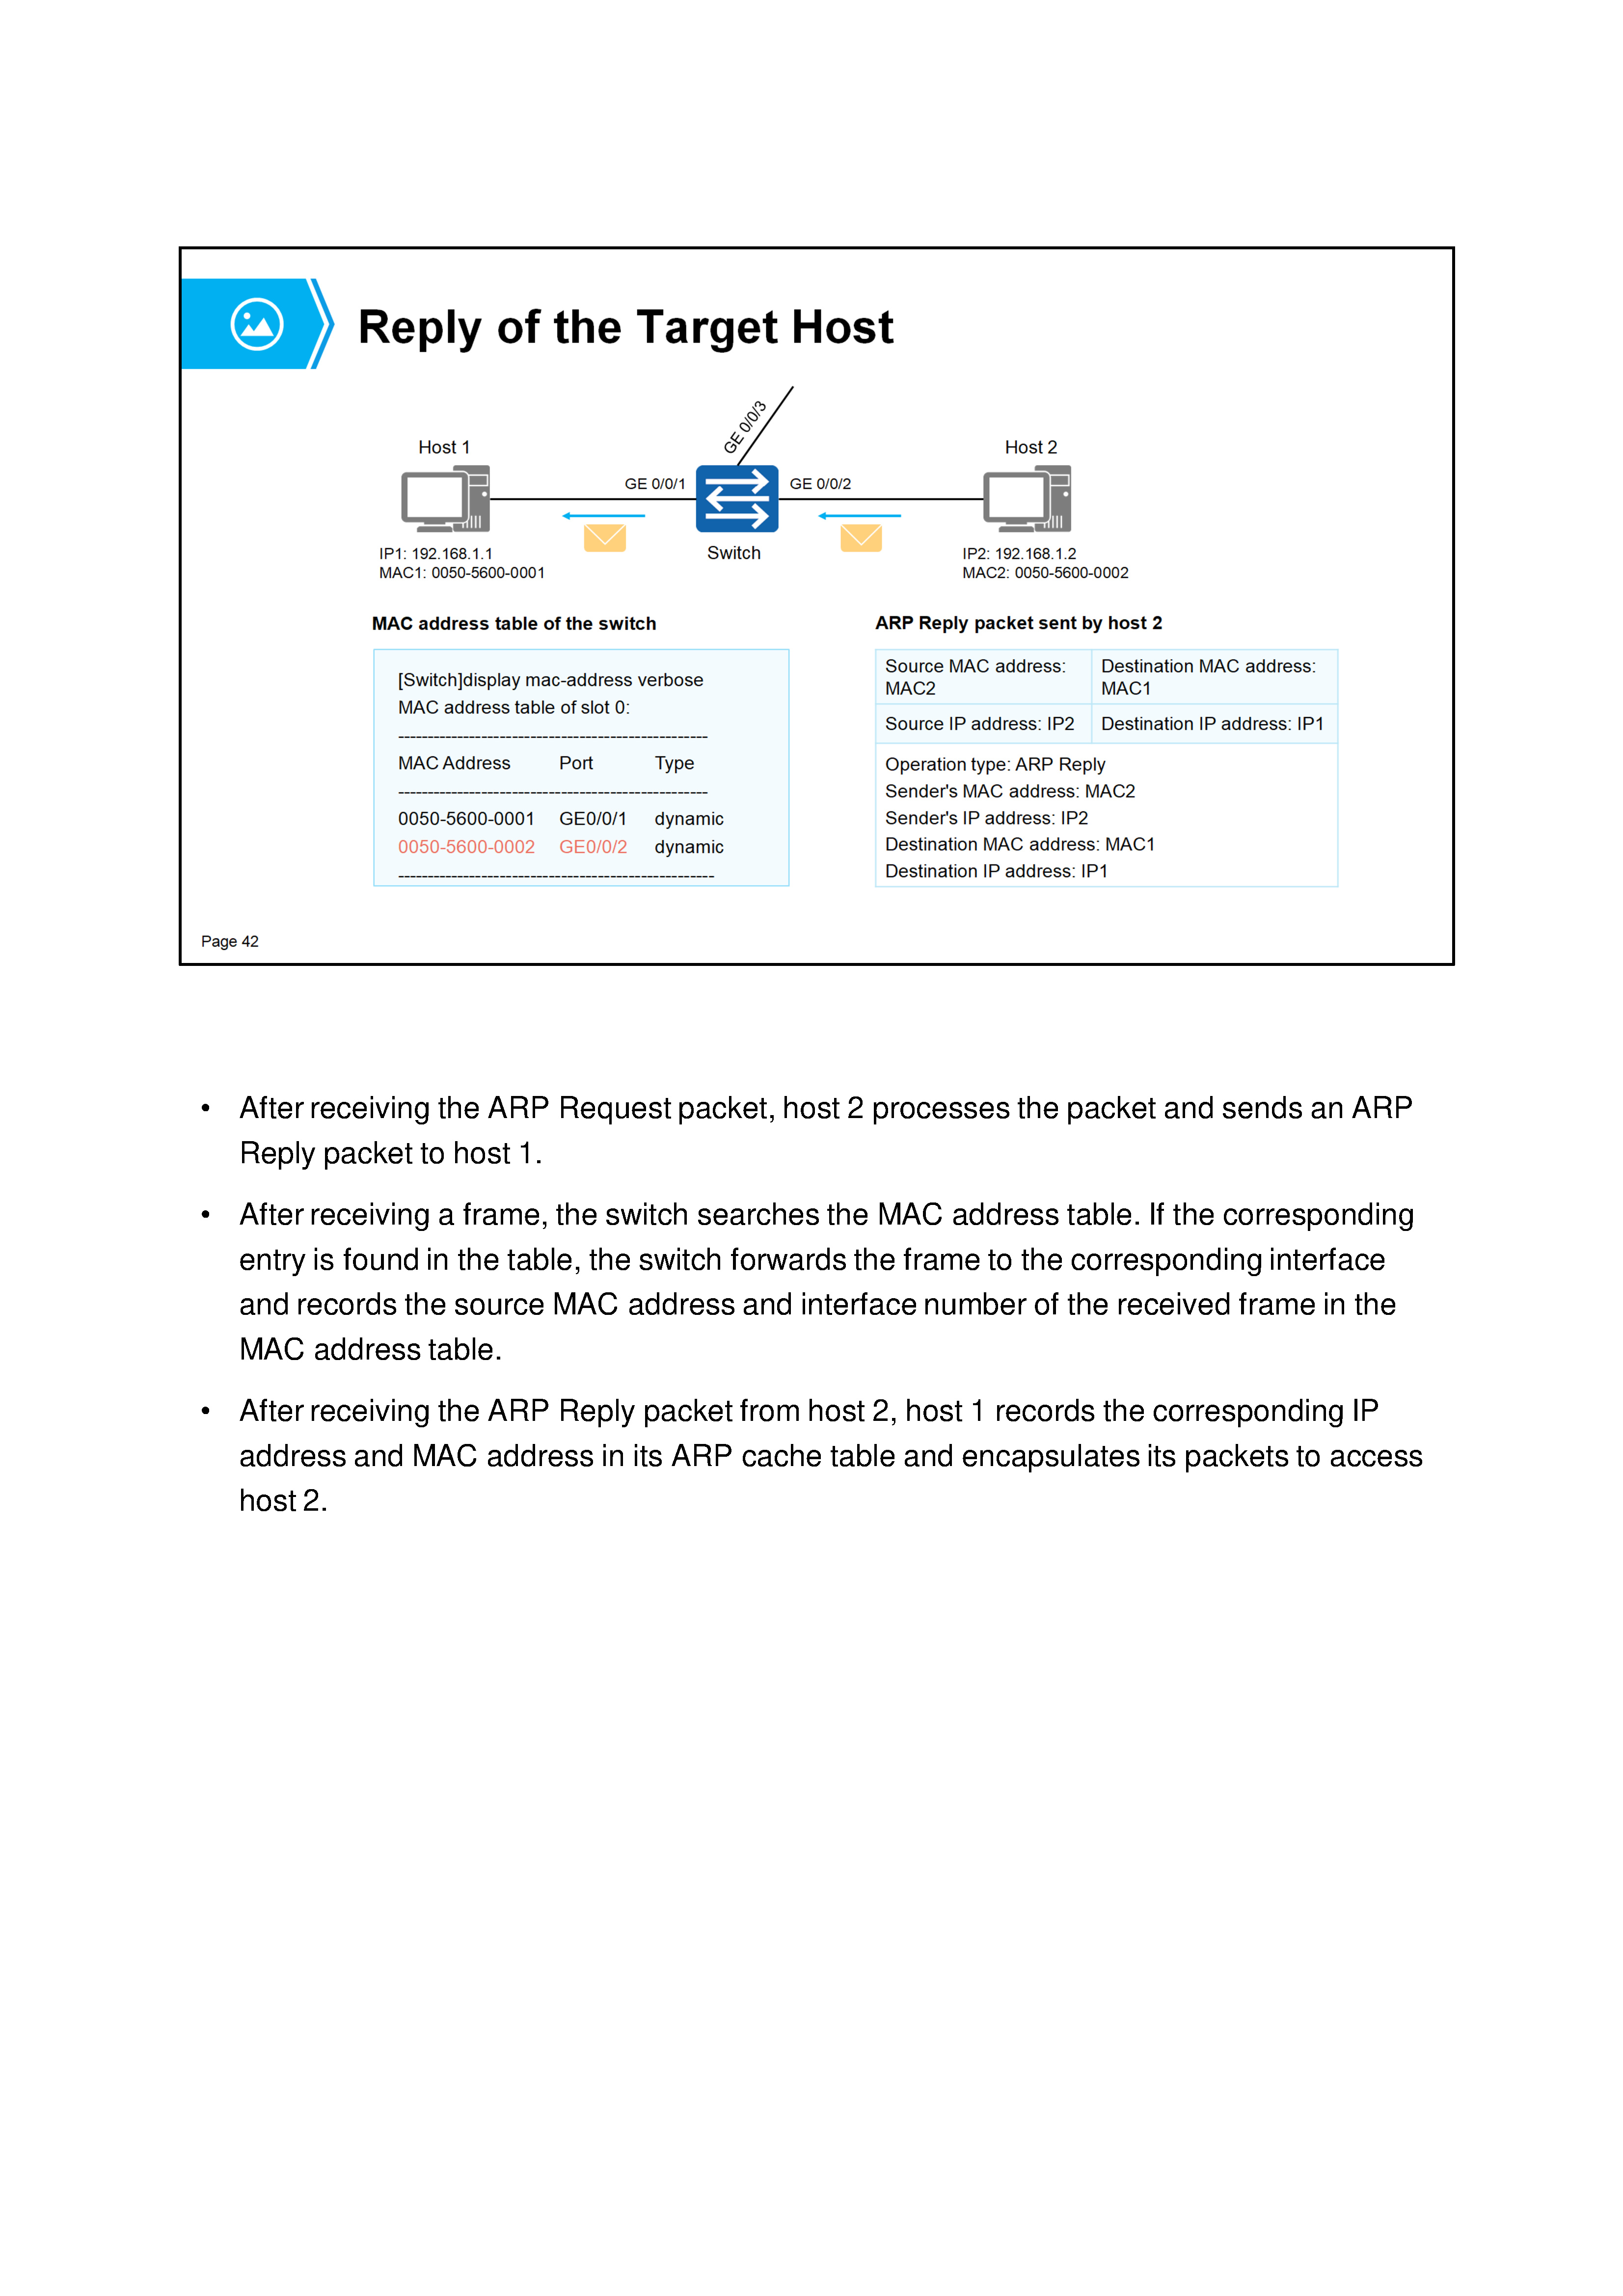 Reply of the Target Host
GE 0/0/3
Host 1
Host 2
GE 0/0/1
GE 0/0/2
IP1: 192.168.1.1
MAC1: 0050-5600-0001
Switch
IP2: 192.168.1.2
MAC2: 0050-5600-0002
MAC address table of the switch
[Switch]display mac-address verbose
MAC address table of slot 0:
-----------------------------------------------------
MAC Address Port Type
-----------------------------------------------------
0050-5600-0001 GE0/0/1 dynamic
0050-5600-0002 GE0/0/2 dynamic
------------------------------------------------------
ARP Reply packet sent by host 2
Source MAC address:
MAC2
Destination MAC address:
MAC1
Source IP address: IP2
Destination IP address: IP1
Operation type: ARP Reply
Sender's MAC address: MAC2
Sender's IP address: IP2
Destination MAC address: MAC1
Destination IP address: IP1
Page 42
• After receiving the ARP Request packet, host 2 processes the packet and sends an ARP
Reply packet to host 1.
• After receiving a frame, the switch searches the MAC address table. If the corresponding
entry is found in the table, the switch forwards the frame to the corresponding interface
and records the source MAC address and interface number of the received frame in the
MAC address table.
• After receiving the ARP Reply packet from host 2, host 1 records the corresponding IP
address and MAC address in its ARP cache table and encapsulates its packets to access
host 2.